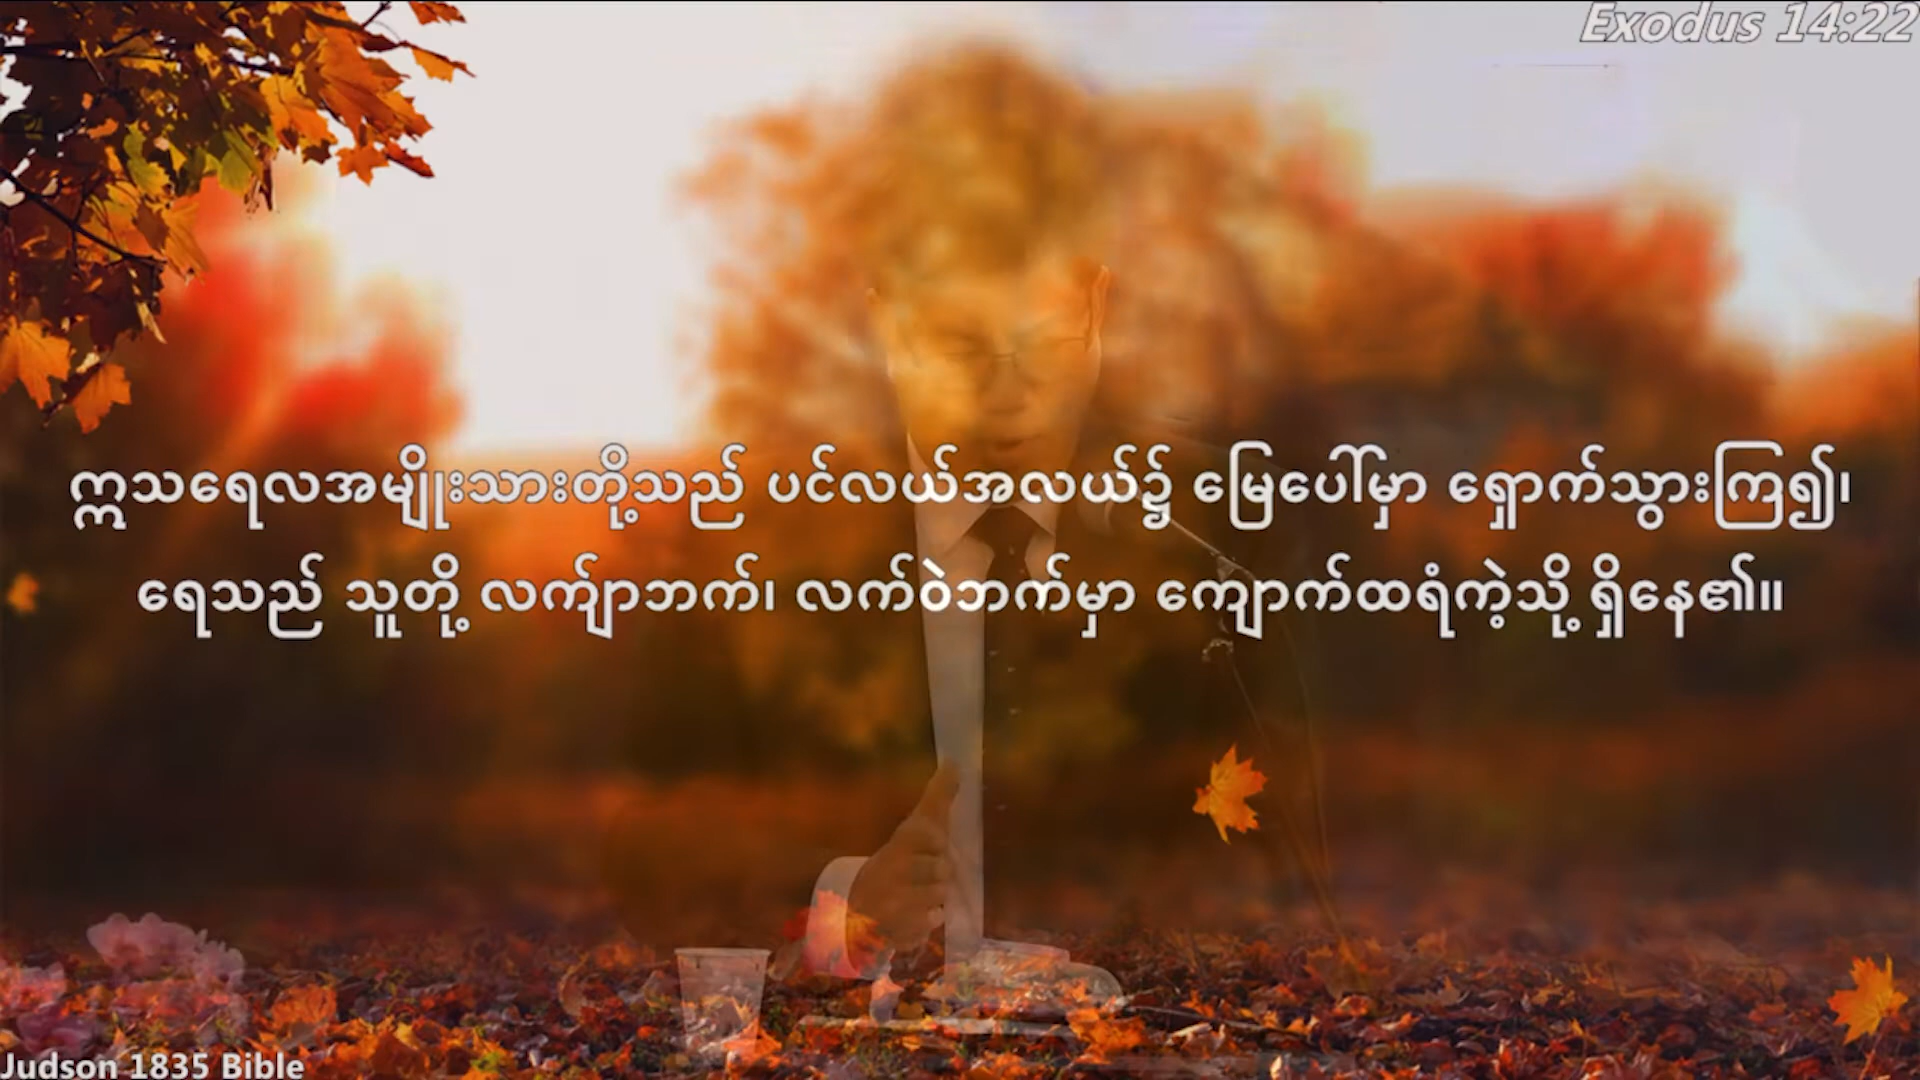 Exodus 14:22
ဣသရေလအမျိုးသားတို့သည် ပင်လယ်အလယ်၌ မြေပေါ်မှာ ရှောက်သွားကြ၍၊
ရေသည် သူတို့ လက်ျာဘက်၊ လက်ဝဲဘက်မှာ ကျောက်ထရံကဲ့သို့ ရှိနေ၏။
Judson 1835 Bible